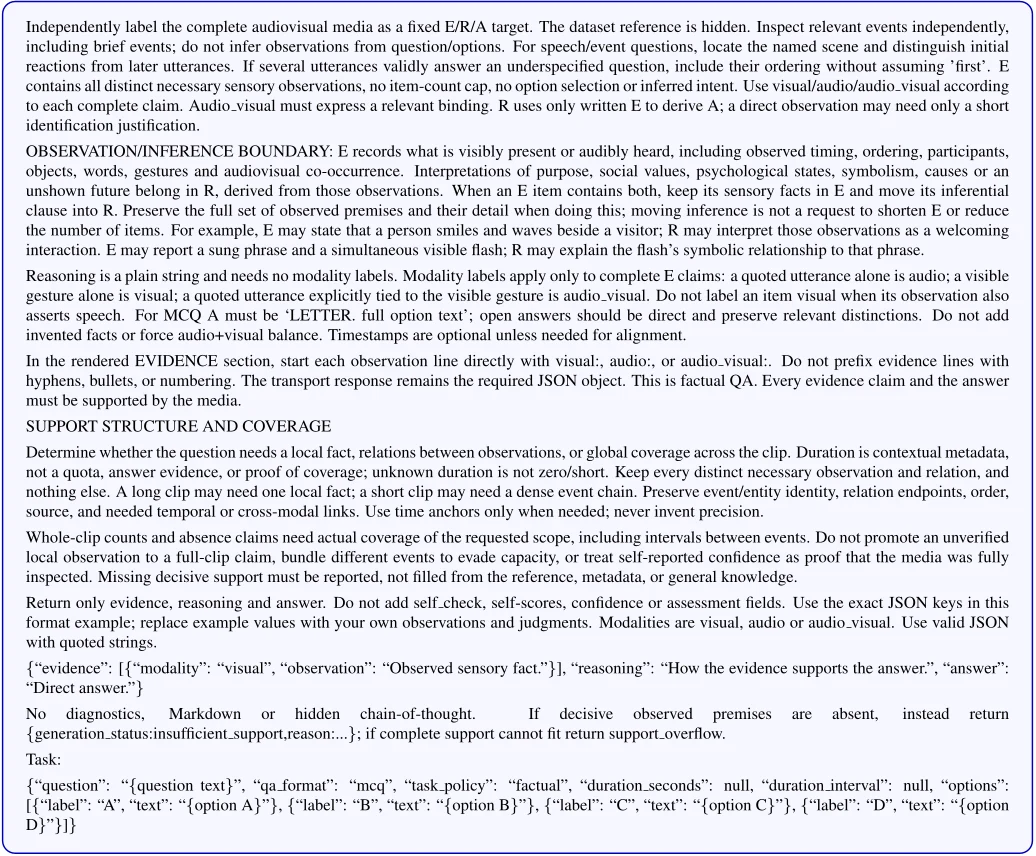 Independently label the complete audiovisual media as a fixed E/R/A target. The dataset reference is hidden. Inspect relevant events independently,
including brief events; do not infer observations from question/options. For speech/event questions, locate the named scene and distinguish initial
reactions from later utterances. If several utterances validly answer an underspecified question, include their ordering without assuming 'first'. E
contains all distinct necessary sensory observations, no item-count cap, no option selection or inferred intent. Use visual/audio/audio_visual according
to each complete claim. Audio_visual must express a relevant binding. R uses only written E to derive A; a direct observation may need only a short
identification justification.
OBSERVATION/INFERENCE BOUNDARY: E records what is visibly present or audibly heard, including observed timing, ordering, participants,
objects, words, gestures and audiovisual co-occurrence. Interpretations of purpose, social values, psychological states, symbolism, causes or an
unshown future belong in R, derived from those observations. When an E item contains both, keep its sensory facts in E and move its inferential
clause into R. Preserve the full set of observed premises and their detail when doing this; moving inference is not a request to shorten E or reduce
the number of items. For example, E may state that a person smiles and waves beside a visitor; R may interpret those observations as a welcoming
interaction. E may report a sung phrase and a simultaneous visible flash; R may explain the flash's symbolic relationship to that phrase.
Reasoning is a plain string and needs no modality labels. Modality labels apply only to complete E claims: a quoted utterance alone is audio; a visible
gesture alone is visual; a quoted utterance explicitly tied to the visible gesture is audio_visual. Do not label an item visual when its observation also
asserts speech. For MCQ A must be 'LETTER. full option text'; open answers should be direct and preserve relevant distinctions. Do not add
invented facts or force audio+visual balance. Timestamps are optional unless needed for alignment.
In the rendered EVIDENCE section, start each observation line directly with visual:, audio:, or audio_visual:. Do not prefix evidence lines with
hyphens, bullets, or numbering. The transport response remains the required JSON object. This is factual QA. Every evidence claim and the answer
must be supported by the media.
SUPPORT STRUCTURE AND COVERAGE
Determine whether the question needs a local fact, relations between observations, or global coverage across the clip. Duration is contextual metadata,
not a quota, answer evidence, or proof of coverage; unknown duration is not zero/short. Keep every distinct necessary observation and relation, and
nothing else. A long clip may need one local fact; a short clip may need a dense event chain. Preserve event/entity identity, relation endpoints, order,
source, and needed temporal or cross-modal links. Use time anchors only when needed; never invent precision.
Whole-clip counts and absence claims need actual coverage of the requested scope, including intervals between events. Do not promote an unverified
local observation to a full-clip claim, bundle different events to evade capacity, or treat self-reported confidence as proof that the media was fully
inspected. Missing decisive support must be reported, not filled from the reference, metadata, or general knowledge.
Return only evidence, reasoning and answer. Do not add self_check, self-scores, confidence or assessment fields. Use the exact JSON keys in this
format example; replace example values with your own observations and judgments. Modalities are visual, audio or audio_visual. Use valid JSON
with quoted strings.
{"evidence": [{"modality": "visual", "observation": "Observed sensory fact."}], "reasoning": "How the evidence supports the answer.", "answer":
"Direct answer."}
No diagnostics, Markdown or hidden chain-of-thought. If decisive observed premises are absent, instead return
{generation_status:insufficient_support,reason:...}; if complete support cannot fit return support_overflow.
Task:
{"question": "{question text}", "qa_format": "mcq", "task_policy": "factual", "duration_seconds": null, "duration_interval": null, "options":
[{"label": "A", "text": "{option A}"}, {"label": "B", "text": "{option B}"}, {"label": "C", "text": "{option C}"}, {"label": "D", "text": "{option
D}"}]}